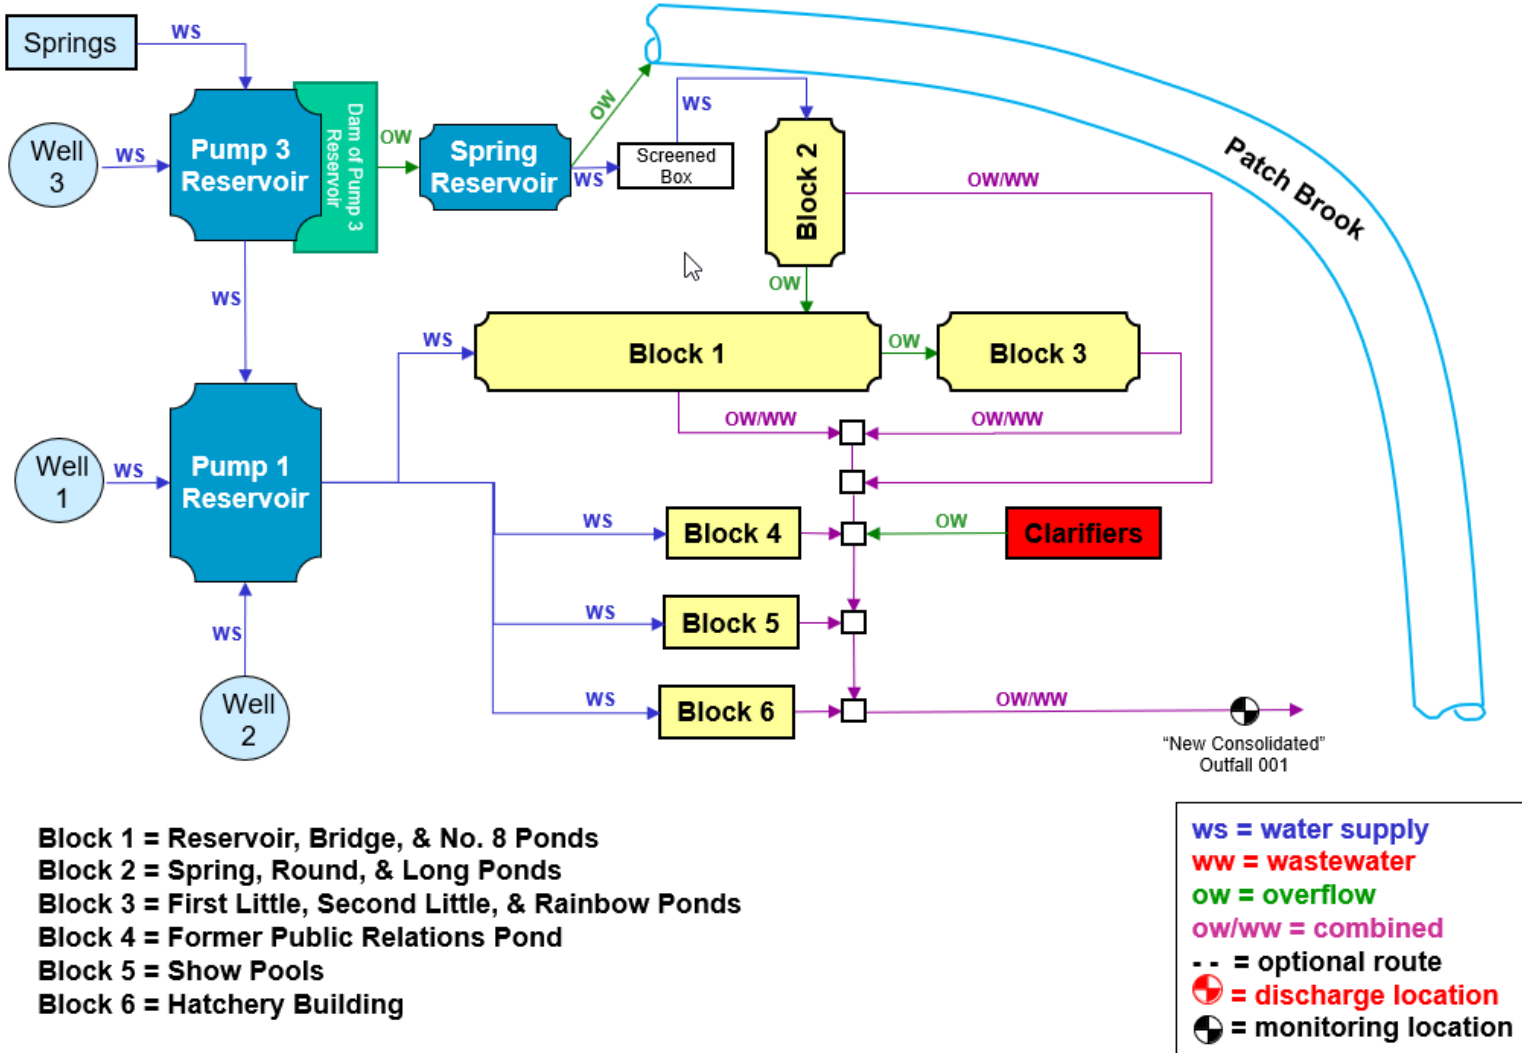 Springs
WS
Well
3
WS
Pump 3
Reservoir
Dam of Pump 3
Reservoir
OW
Spring
Reservoir
OW
WS
Screened
Box
WS
Block 2
OW/WW
Patch Brook
OW
WS
WS
Block 1
OW
Block 3
OW/WW
OW/WW
Well
1
WS
Pump 1
Reservoir
WS
Block 4
OW
Clarifiers
WS
Block 5
WS
Well
2
WS
Block 6
OW/WW
“New Consolidated”
Outfall 001
Block 1 = Reservoir, Bridge, & No. 8 Ponds
Block 2 = Spring, Round, & Long Ponds
Block 3 = First Little, Second Little, & Rainbow Ponds
Block 4 = Former Public Relations Pond
Block 5 = Show Pools
Block 6 = Hatchery Building
ws = water supply
ww = wastewater
ow = overflow
ow/ww = combined
- - = optional route
= discharge location
= monitoring location